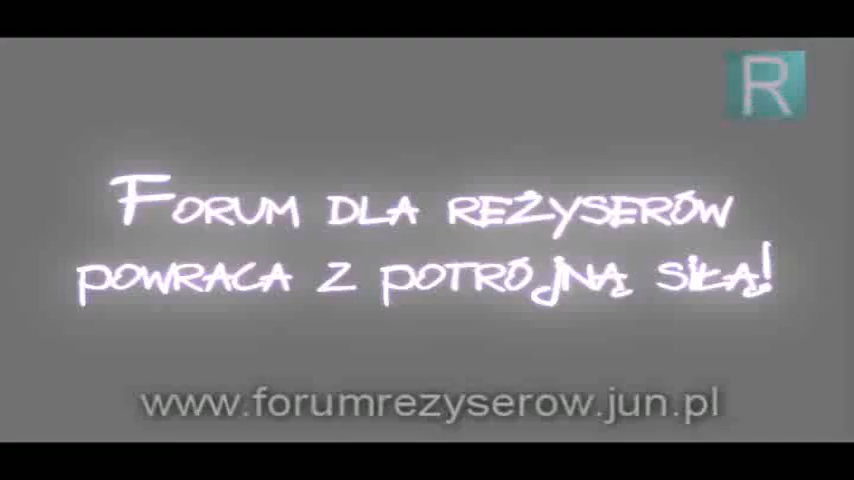 R
Forum dla reżyserów
powraca z potrójną siłą!
www.forumrezyserow.jun.pl